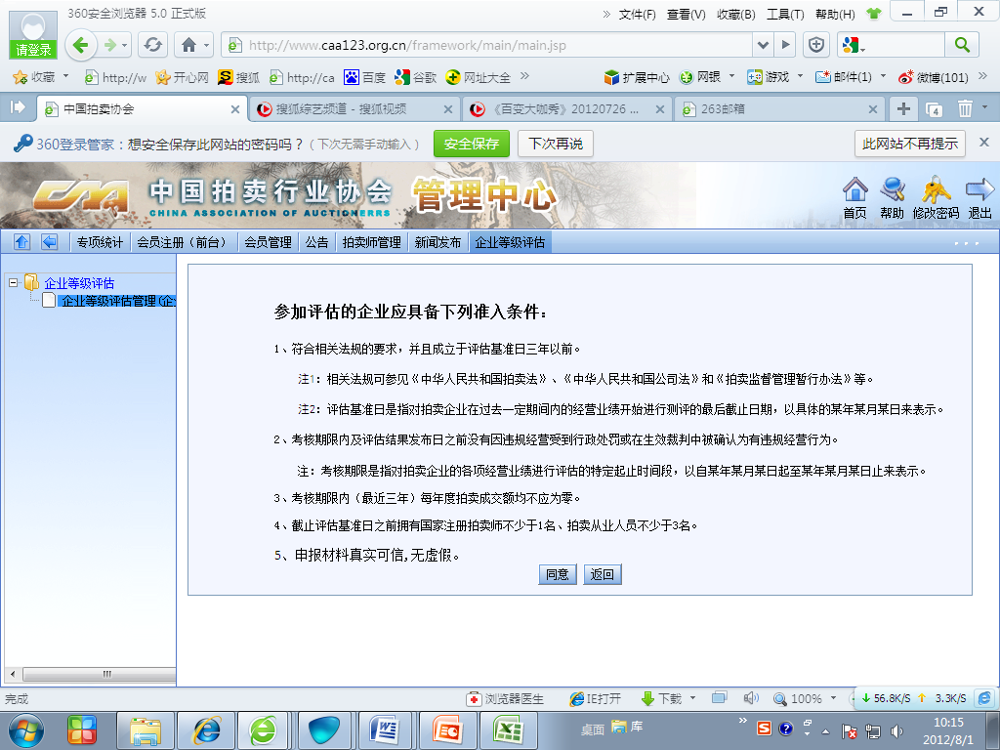 360安全浏览器 5.0 正式版
文件(F) 查看(V) 收藏(B) 工具(T) 帮助(H)
请登录
http://www.caa123.org.cn/framework/main/main.jsp
收藏 http://w 开心网 搜狐 http://ca 百度 谷歌 网址大全 扩展中心 网银 游戏 邮件(1) 微博(101)
中国拍卖协会 搜狐综艺频道 - 搜狐视频 《百变大咖秀》20120726 ... 263邮箱 4
360登录管家：想安全保存此网站的密码吗？（下次无需手动输入） 安全保存 下次再说 此网站不再提示
CAA 中国拍卖行业协会 管理中心
CHINA ASSOCIATION OF AUCTIONEERRS
首页 帮助 修改密码 退出
专项统计 会员注册（前台） 会员管理 公告 拍卖师管理 新闻发布 企业等级评估
企业等级评估
企业等级评估管理(企
参加评估的企业应具备下列准入条件：
1、符合相关法规的要求，并且成立于评估基准日三年以前。
注1：相关法规可参见《中华人民共和国拍卖法》、《中华人民共和国公司法》和《拍卖监督管理暂行办法》等。
注2：评估基准日是指对拍卖企业在过去一定期间内的经营业绩开始进行测评的最后截止日期，以具体的某年某月某日来表示。
2、考核期限内及评估结果发布日之前没有因违规经营受到行政处罚或在生效裁判中被确认为有违规经营行为。
注：考核期限是指对拍卖企业的各项经营业绩进行评估的特定起止时间段，以自某年某月某日起至某年某月某日止来表示。
3、考核期限内（最近三年）每年度拍卖成交额均不应为零。
4、截止评估基准日之前拥有国家注册拍卖师不少于1名、拍卖从业人员不少于3名。
5、申报材料真实可信,无虚假。
同意 返回
完成 浏览器医生 IE打开 下载 100% 56.8K/S 3.3K/S
桌面 库
10:15
2012/8/1